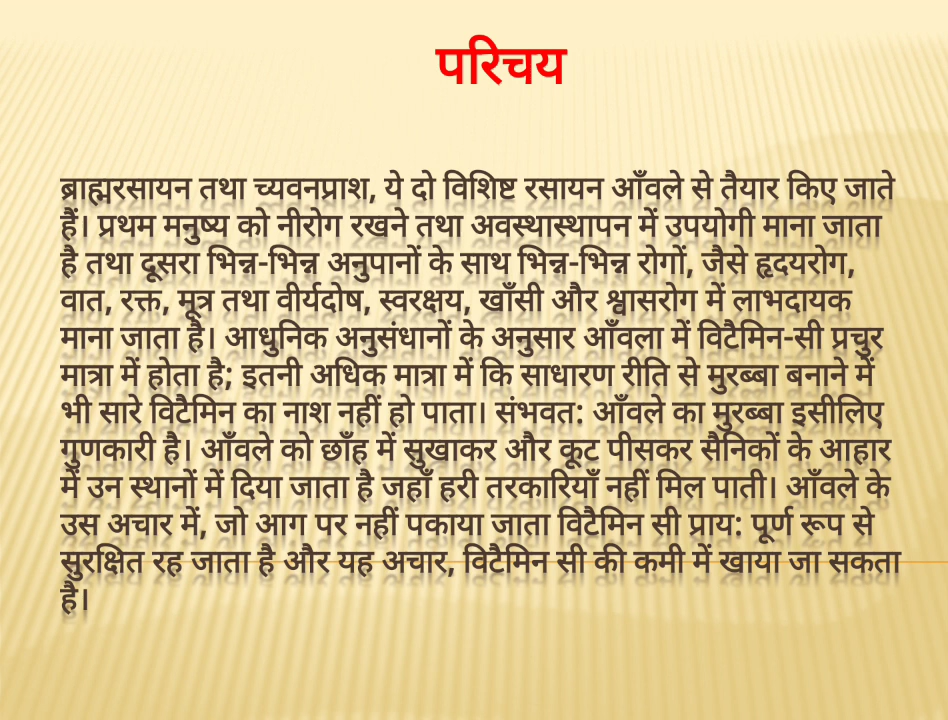 परिचय
ब्राह्मरसायन तथा च्यवनप्राश, ये दो विशिष्ट रसायन आँवले से तैयार किए जाते
हैं। प्रथम मनुष्य को नीरोग रखने तथा अवस्थास्थापन में उपयोगी माना जाता
है तथा दूसरा भिन्न-भिन्न अनुपानों के साथ भिन्न-भिन्न रोगों, जैसे हृदयरोग,
वात, रक्त, मूत्र तथा वीर्यदोष, स्वरक्षय, खाँसी और श्वासरोग में लाभदायक
माना जाता है। आधुनिक अनुसंधानों के अनुसार आँवला में विटैमिन-सी प्रचुर
मात्रा में होता है; इतनी अधिक मात्रा में कि साधारण रीति से मुरब्बा बनाने में
भी सारे विटैमिन का नाश नहीं हो पाता। संभवत: आँवले का मुरब्बा इसीलिए
गुणकारी है। आँवले को छाँह में सुखाकर और कूट पीसकर सैनिकों के आहार
में उन स्थानों में दिया जाता है जहाँ हरी तरकारियाँ नहीं मिल पाती। आँवले के
उस अचार में, जो आग पर नहीं पकाया जाता विटैमिन सी प्राय: पूर्ण रूप से
सुरक्षित रह जाता है और यह अचार, विटैमिन सी की कमी में खाया जा सकता
है।